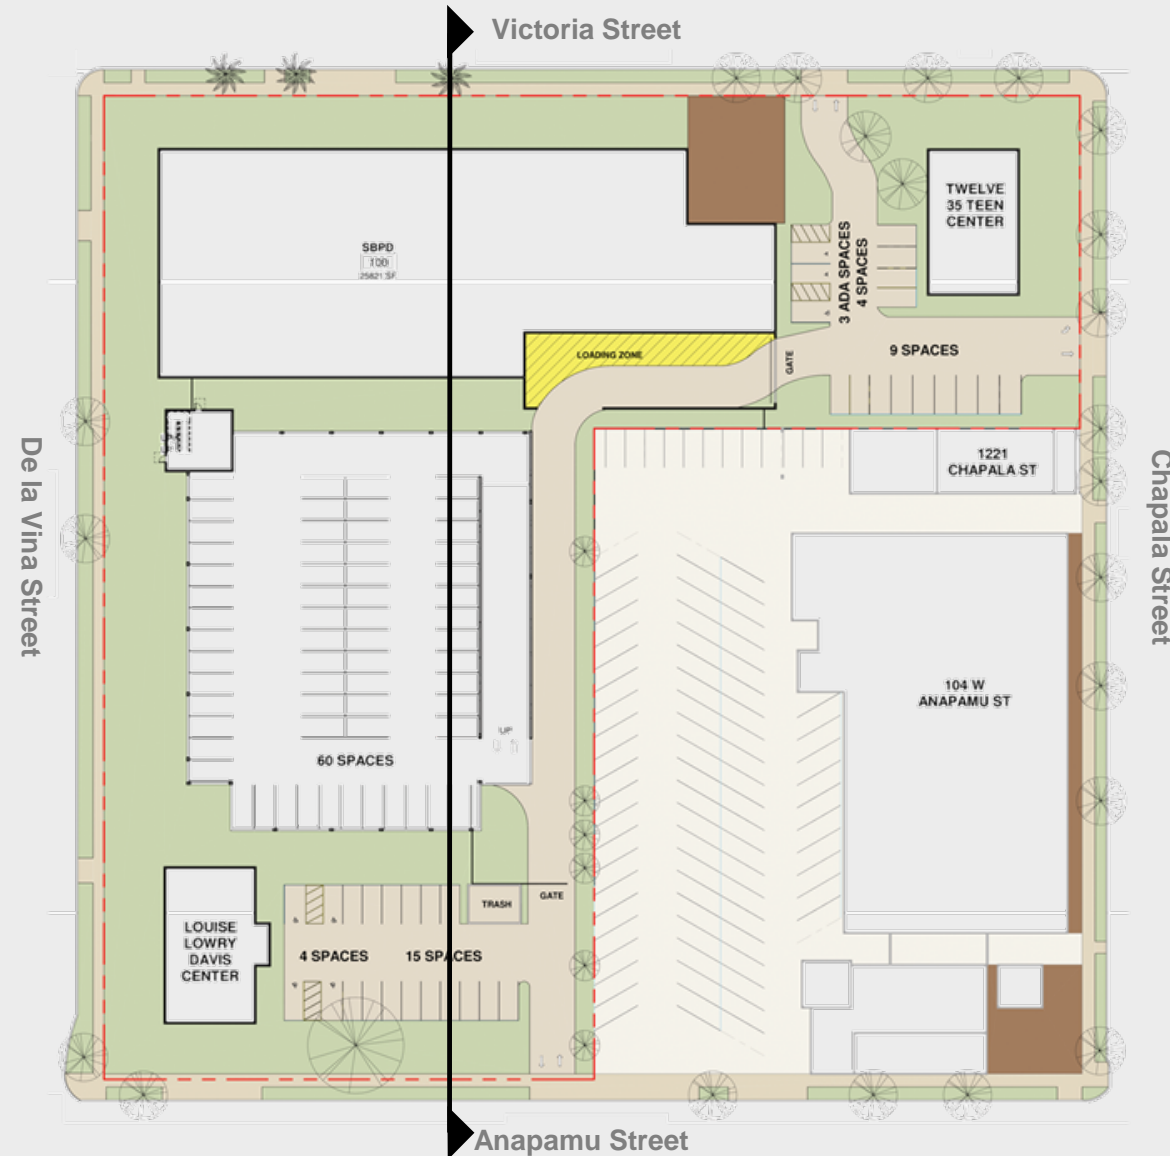 Victoria Street
TWELVE
35 TEEN
CENTER
SBPD
100
25821 SF
3 ADA SPACES
4 SPACES
LOADING ZONE
GATE
9 SPACES
De la Vina Street
1221
CHAPALA ST
Chapala Street
104 W
ANAPAMU ST
UP
60 SPACES
TRASH
GATE
LOUISE
LOWRY
DAVIS
CENTER
4 SPACES
15 SPACES
Anapamu Street